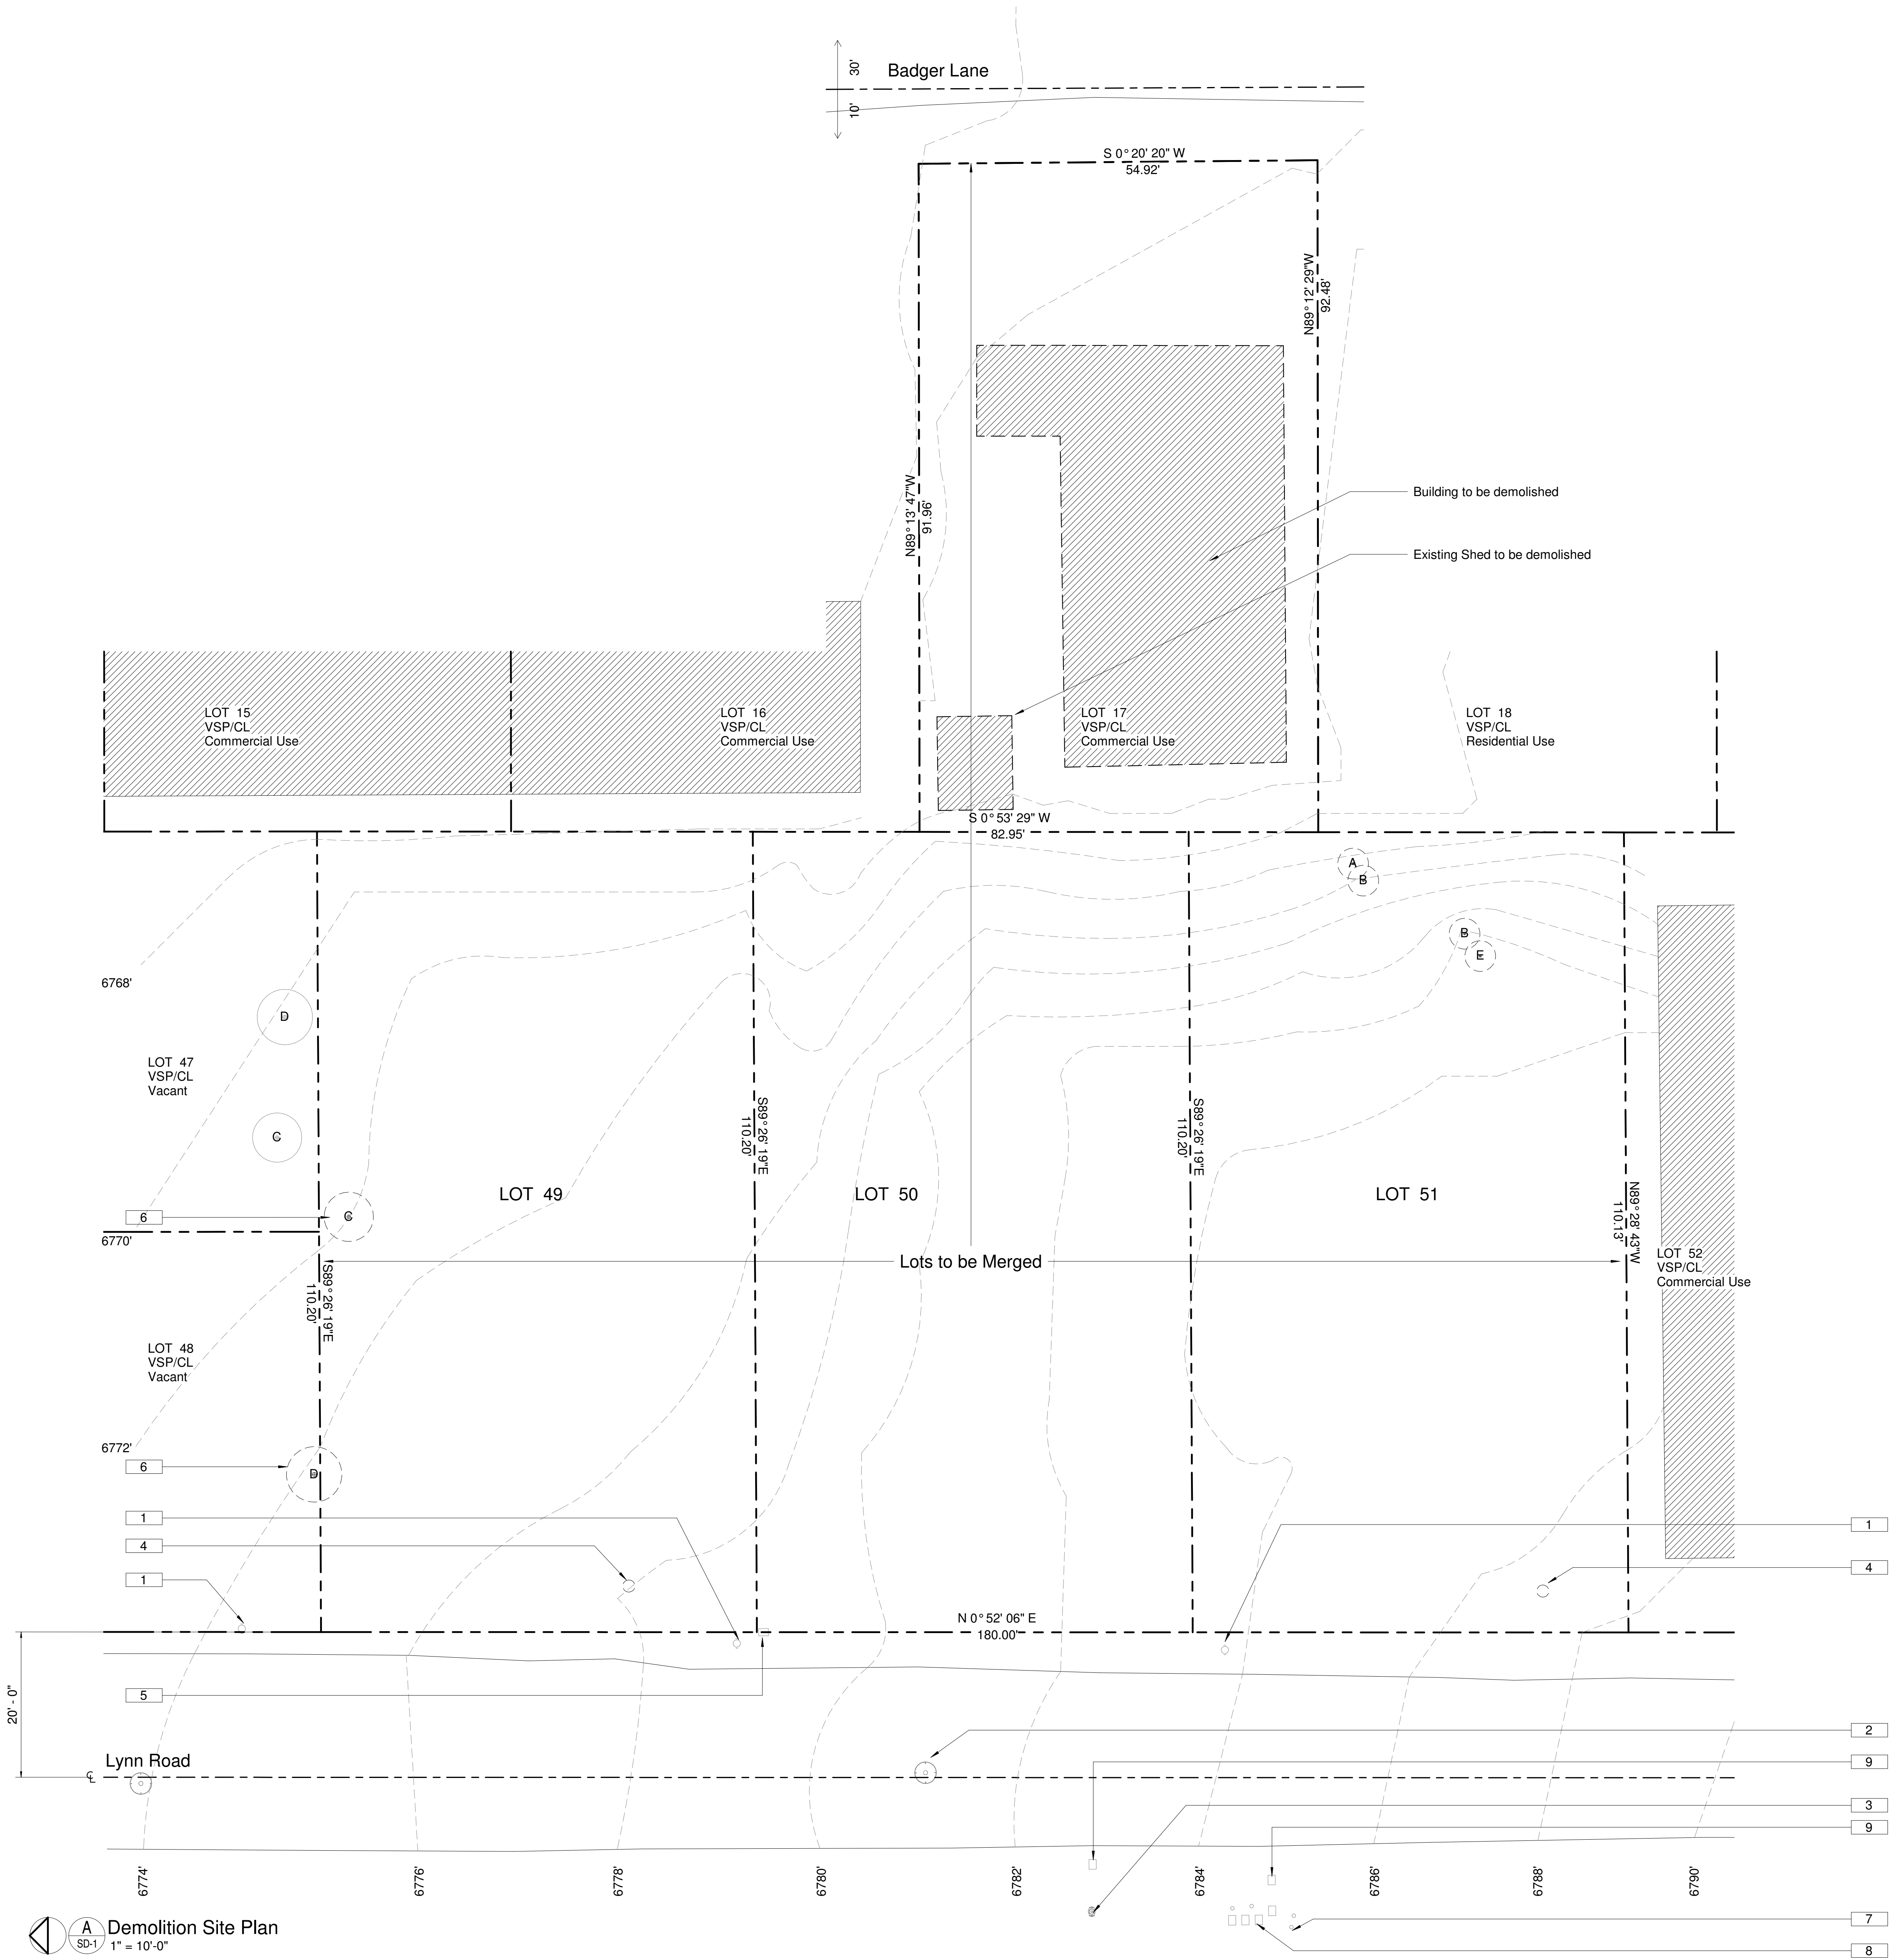 30'
Badger Lane
10'
S 0° 20' 20" W
54.92'
N89° 12' 29"W
92.48'
N89° 13' 47"W
91.96'
Building to be demolished
Existing Shed to be demolished
LOT 15
VSP/CL
Commercial Use
LOT 16
VSP/CL
Commercial Use
LOT 17
VSP/CL
Commercial Use
LOT 18
VSP/CL
Residential Use
S 0° 53' 29" W
82.95'
A
B
B
E
6768'
D
LOT 47
VSP/CL
Vacant
C
S89° 26' 19"E
110.20'
S89° 26' 19"E
110.20'
LOT 49
LOT 50
LOT 51
N89° 28' 43"W
110.13'
6
C
6770'
Lots to be Merged
LOT 52
VSP/CL
Commercial Use
S89° 26' 19"E
110.20'
LOT 48
VSP/CL
Vacant
6772'
6
D
1
1
4
4
1
N 0° 52' 06" E
180.00'
5
20' - 0"
2
Lynn Road
9
CL
3
9
6774'
6776'
6778'
6780'
6782'
6784'
6786'
6788'
6790'
7
8
A
SD-1
Demolition Site Plan
1" = 10'-0"